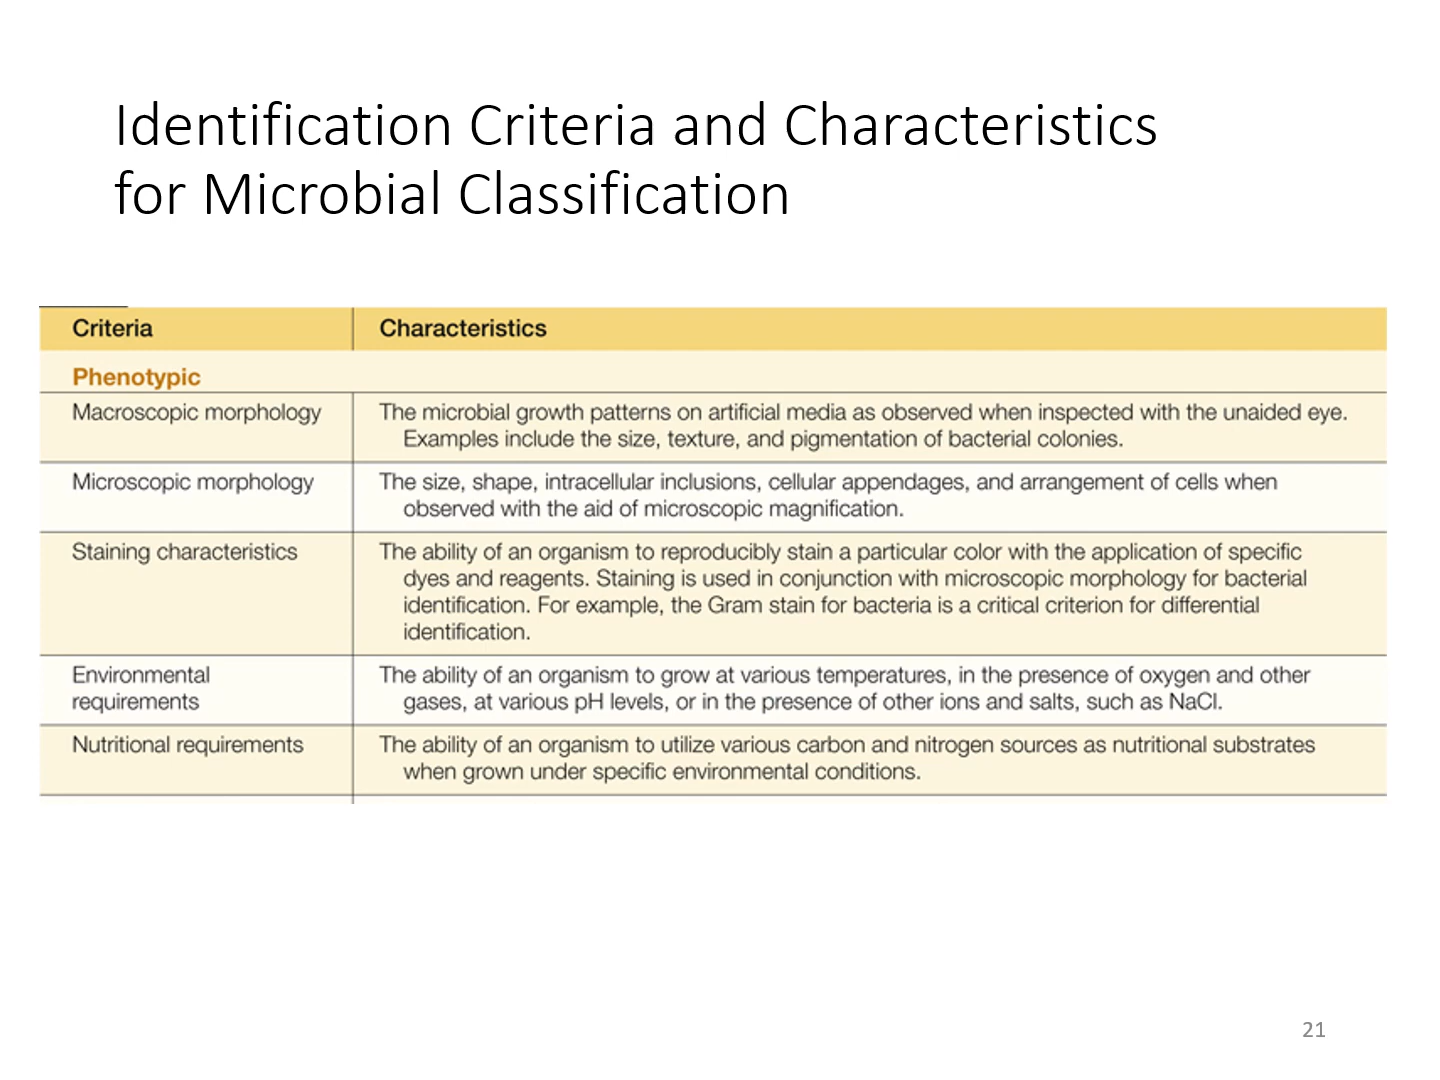 Identification Criteria and Characteristics
for Microbial Classification
Criteria
Characteristics
Phenotypic
Macroscopic morphology
The microbial growth patterns on artificial media as observed when inspected with the unaided eye.
Examples include the size, texture, and pigmentation of bacterial colonies.
Microscopic morphology
The size, shape, intracellular inclusions, cellular appendages, and arrangement of cells when
observed with the aid of microscopic magnification.
Staining characteristics
The ability of an organism to reproducibly stain a particular color with the application of specific
dyes and reagents. Staining is used in conjunction with microscopic morphology for bacterial
identification. For example, the Gram stain for bacteria is a critical criterion for differential
identification.
Environmental
requirements
The ability of an organism to grow at various temperatures, in the presence of oxygen and other
gases, at various pH levels, or in the presence of other ions and salts, such as NaCl.
Nutritional requirements
The ability of an organism to utilize various carbon and nitrogen sources as nutritional substrates
when grown under specific environmental conditions.
21